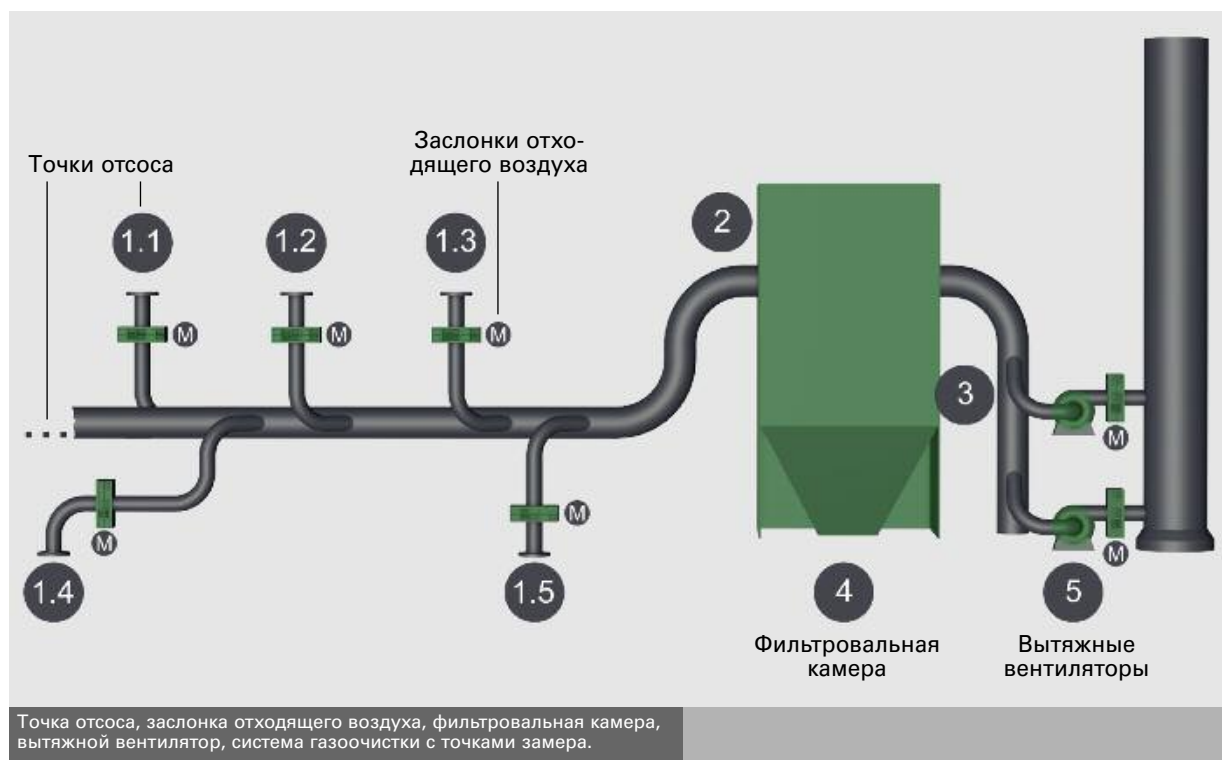 Точки отсоса
Заслонки отхо-
дящего воздуха
1.1
1.2
1.3
2
M
M
M
3
M
M
M
M
1.4
1.5
4
5
Фильтровальная
камера
Вытяжные
вентиляторы
Точка отсоса, заслонка отходящего воздуха, фильтровальная камера,
вытяжной вентилятор, система газоочистки с точками замера.